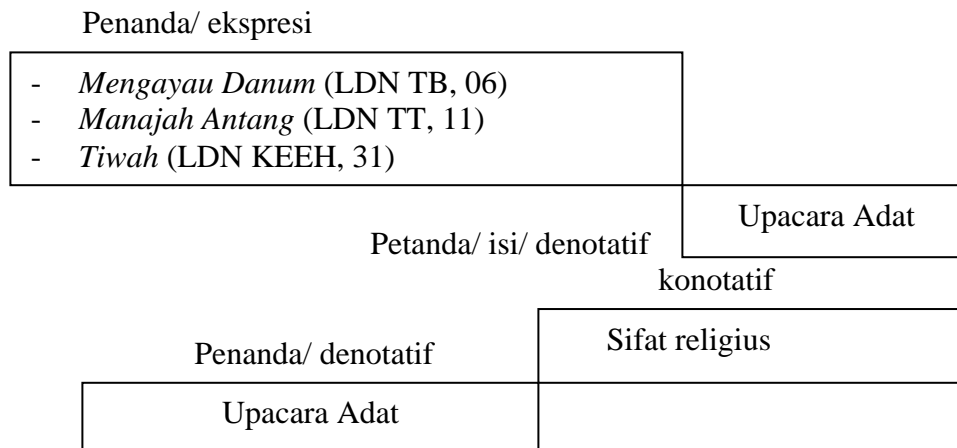 Penanda/ ekspresi
- Mengayau Danum (LDN TB, 06)
- Manajah Antang (LDN TT, 11)
- Tiwah (LDN KEEH, 31)
Upacara Adat
Petanda/ isi/ denotatif
konotatif
Sifat religius
Penanda/ denotatif
Upacara Adat